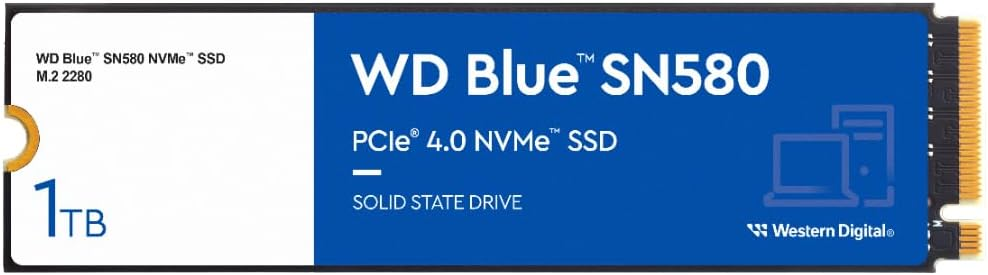 WD Blue™ SN580 NVMe™ SSD
M.2 2280
1TB
WD Blue™ SN580
PCIe® 4.0 NVMe™ SSD
SOLID STATE DRIVE
Western Digital®